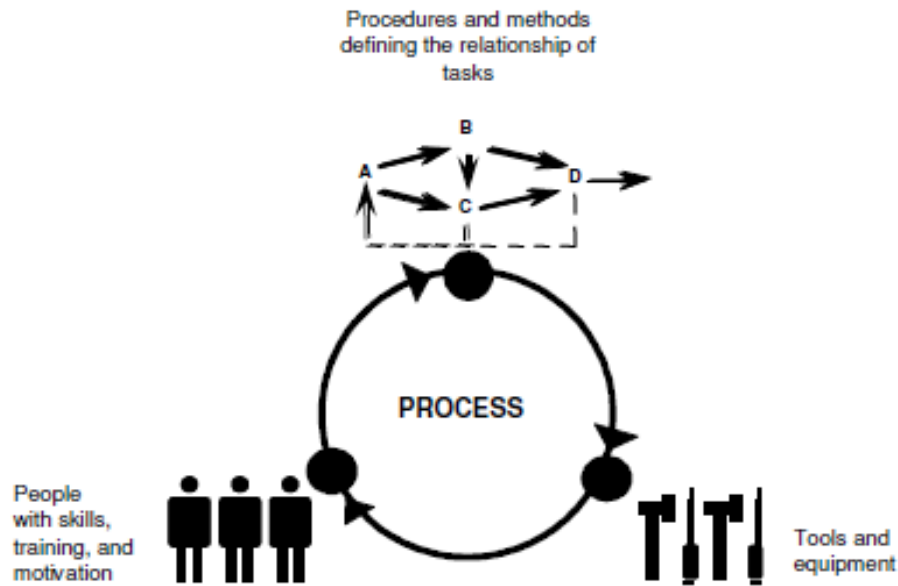 Procedures and methods
defining the relationship of
tasks
B
A
D
C
PROCESS
People
with skills,
training, and
motivation
Tools and
equipment